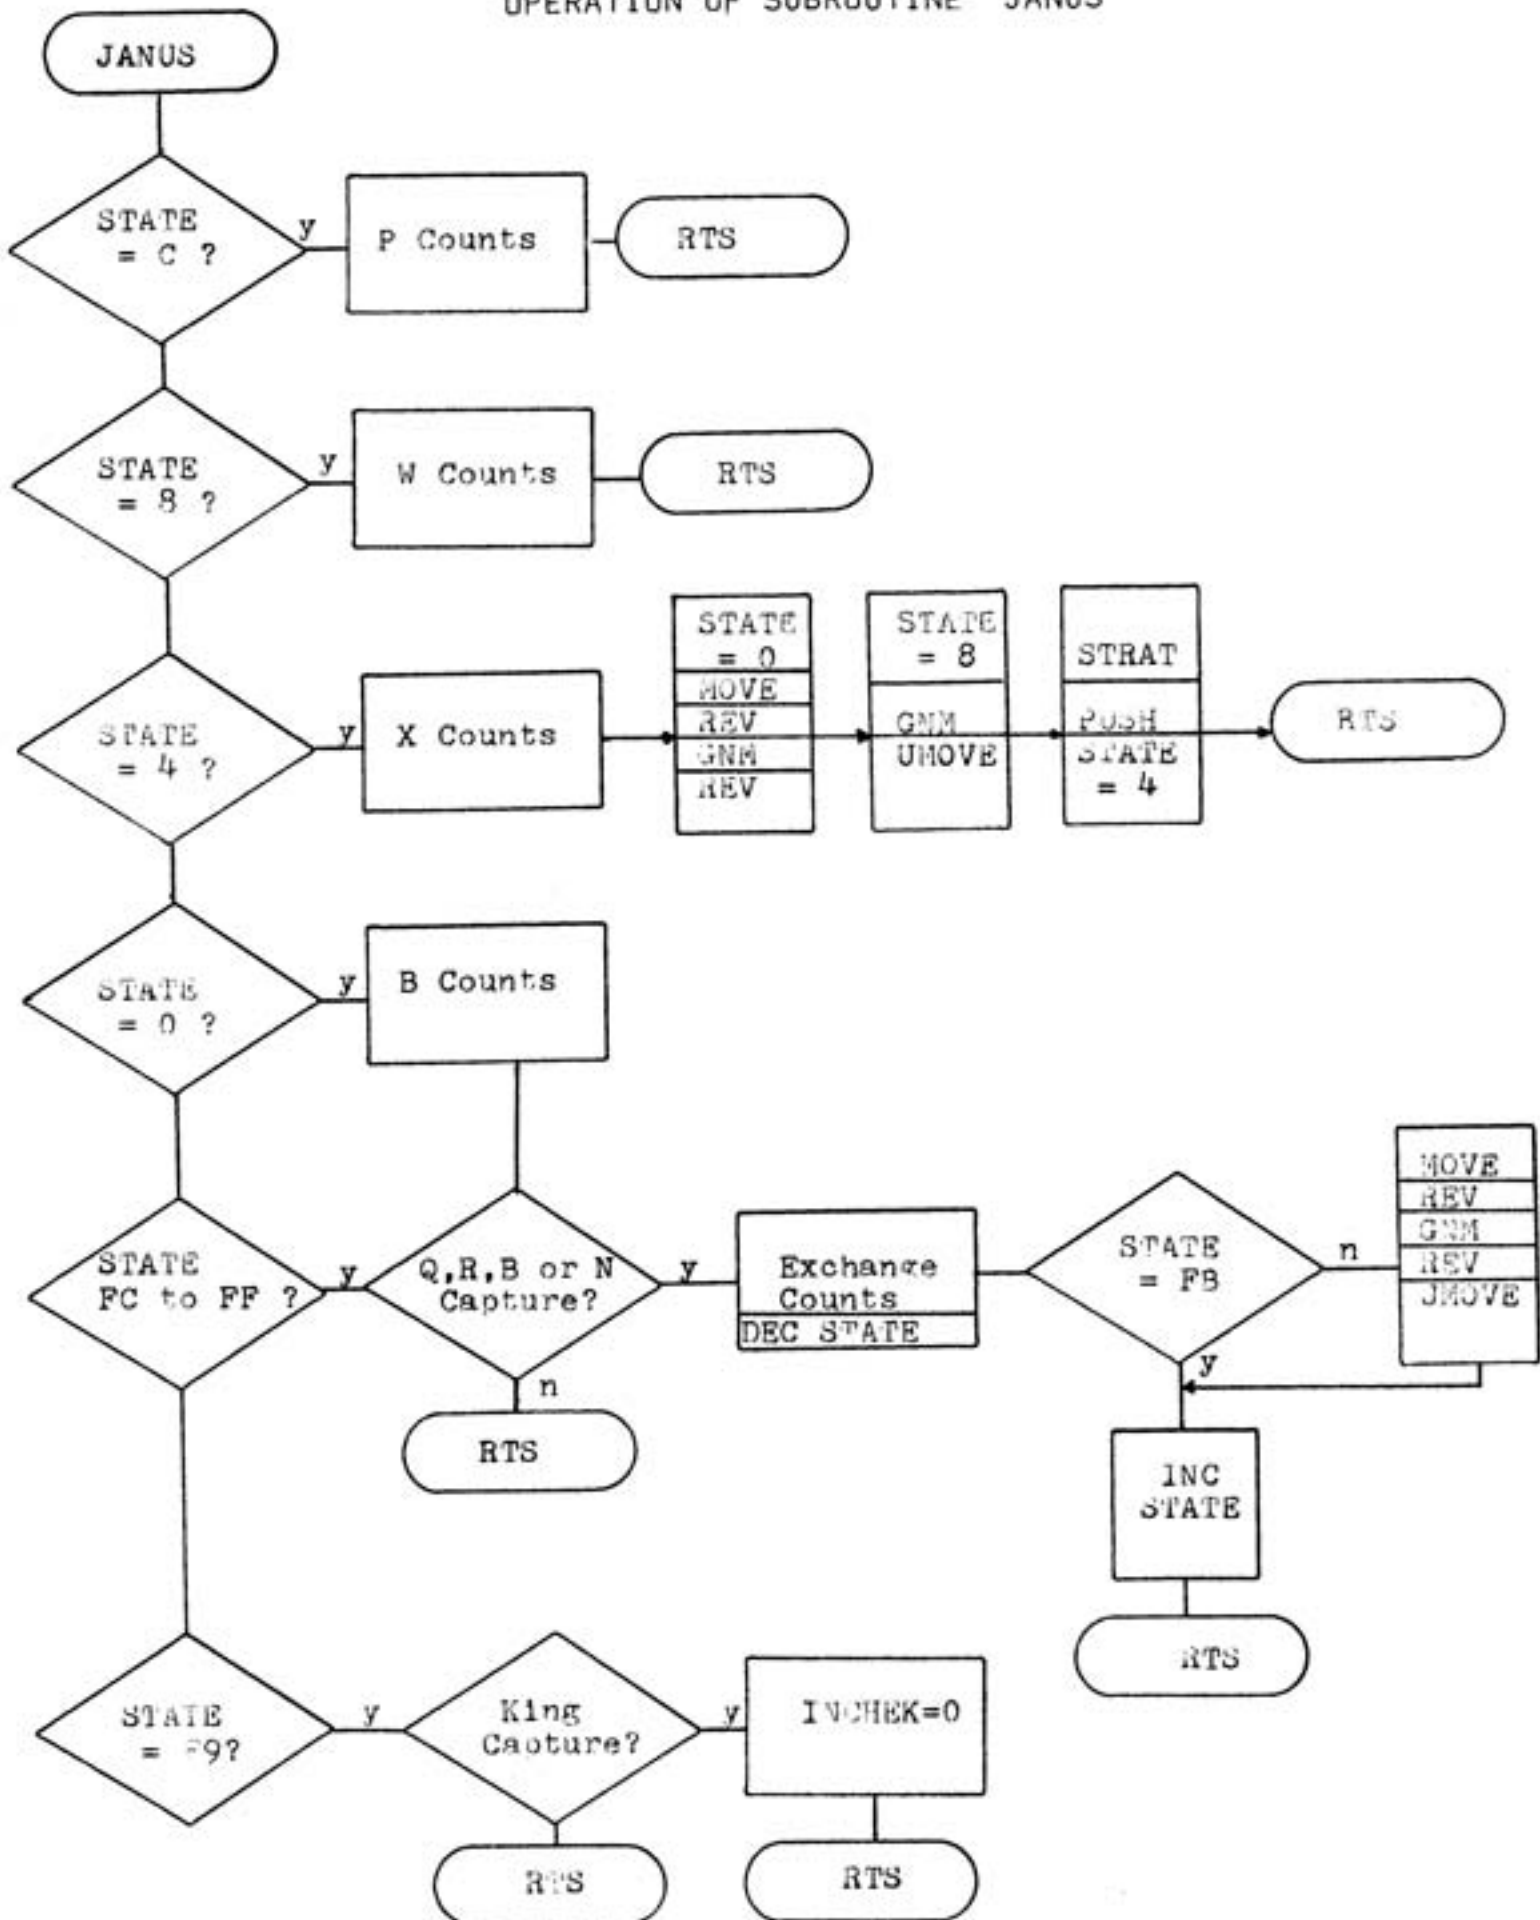 OPERATION OF SUBROUTINE JANUS
JANUS
STATE
= C ?
y
P Counts
RTS
STATE
= 8 ?
y
W Counts
RTS
STATE
= 4 ?
y
X Counts
STATE
= 0
MOVE
REV
GNM
REV
STATE
= 8
GNM
UMOVE
STRAT
PUSH
STATE
= 4
RTS
STATE
= 0 ?
y
B Counts
STATE
FC to FF ?
y
Q,R,B or N
Capture?
y
n
RTS
Exchange
Counts
DEC STATE
STATE
= FB
n
y
MOVE
REV
GNM
REV
UMOVE
INC
STATE
RTS
STATE
= F9?
y
King
Capture?
y
INCHEK=0
RTS
RTS